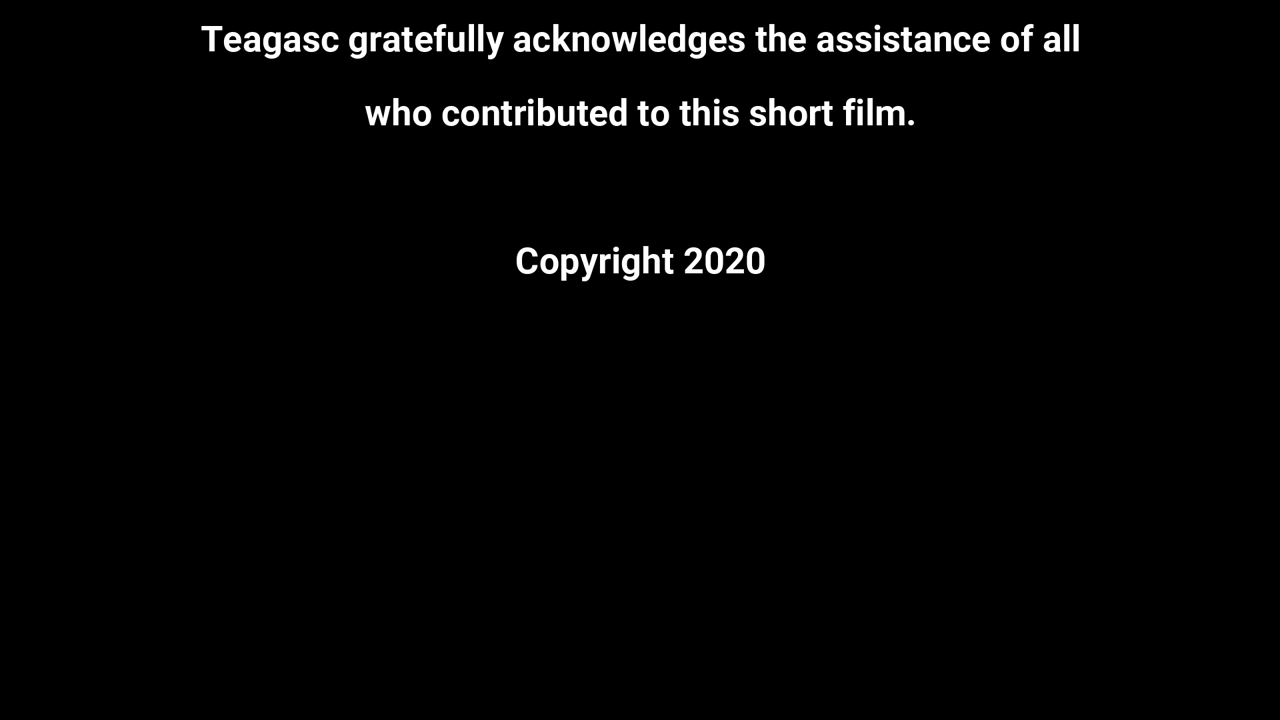 Teagasc gratefully acknowledges the assistance of all
who contributed to this short film.
Copyright 2020